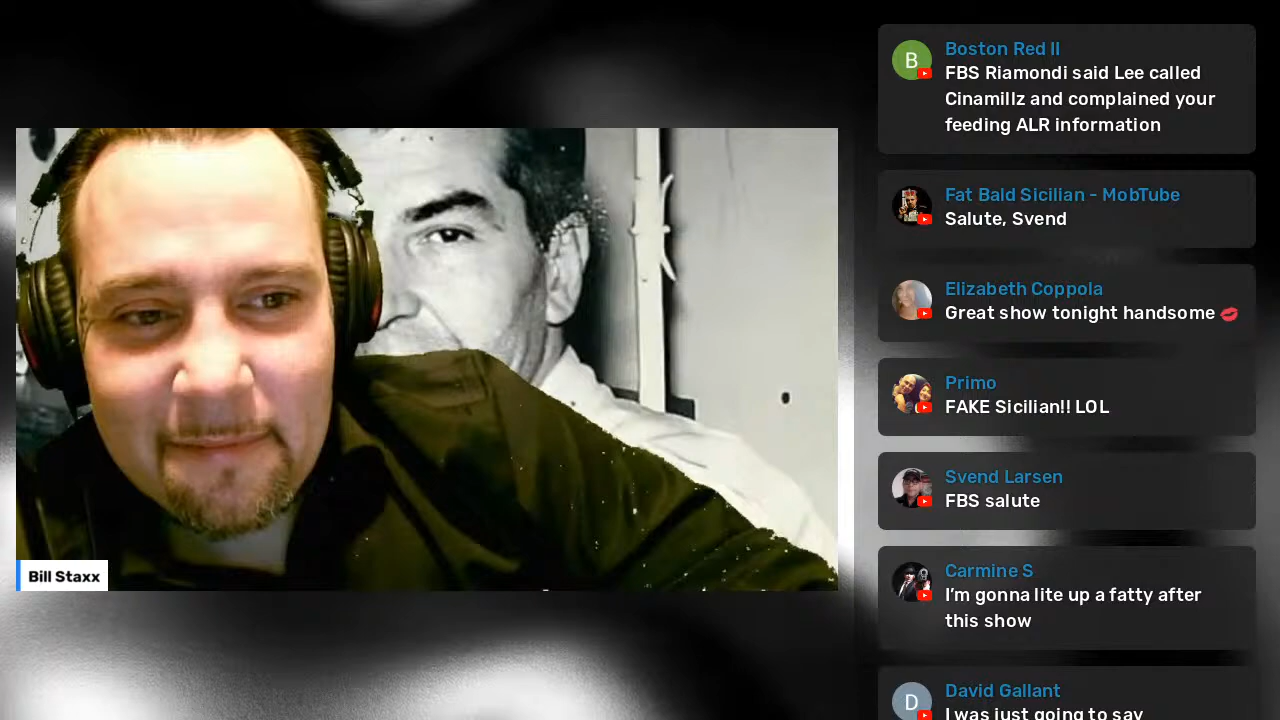 Boston Red II
FBS Riamondi said Lee called
Cinamillz and complained your
feeding ALR information
Fat Bald Sicilian - MobTube
Salute, Svend
Elizabeth Coppola
Great show tonight handsome 💋
Primo
FAKE Sicilian!! LOL
Svend Larsen
FBS salute
Carmine S
I'm gonna lite up a fatty after
this show
David Gallant
I was just going to say
Bill Staxx
B
D